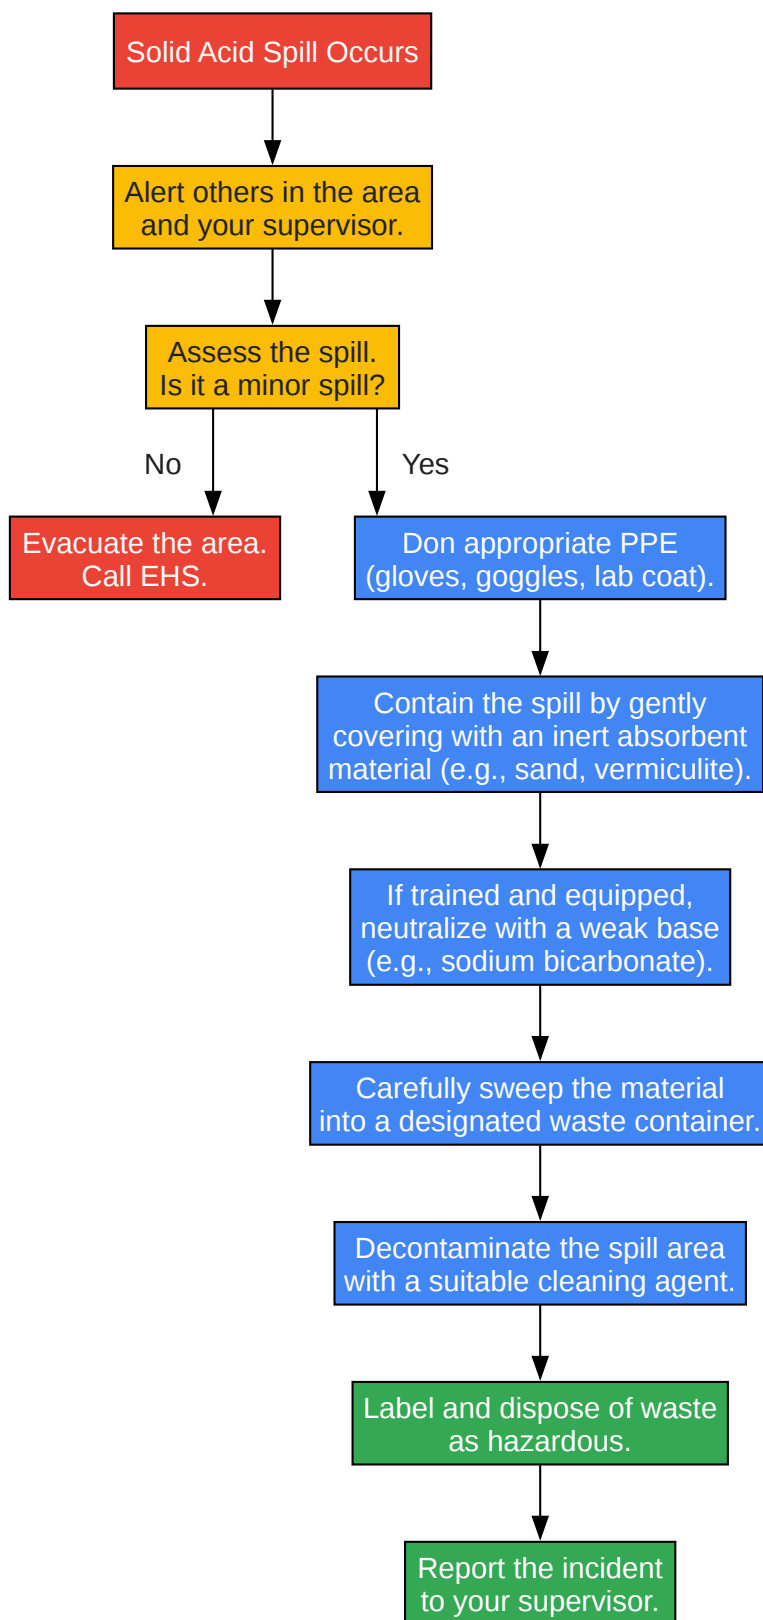 Solid Acid Spill Occurs
Alert others in the area
and your supervisor.
Assess the spill.
Is it a minor spill?
No
Yes
Evacuate the area.
Call EHS.
Don appropriate PPE
(gloves, goggles, lab coat).
Contain the spill by gently
covering with an inert absorbent
material (e.g., sand, vermiculite).
If trained and equipped,
neutralize with a weak base
(e.g., sodium bicarbonate).
Carefully sweep the material
into a designated waste container.
Decontaminate the spill area
with a suitable cleaning agent.
Label and dispose of waste
as hazardous.
Report the incident
to your supervisor.